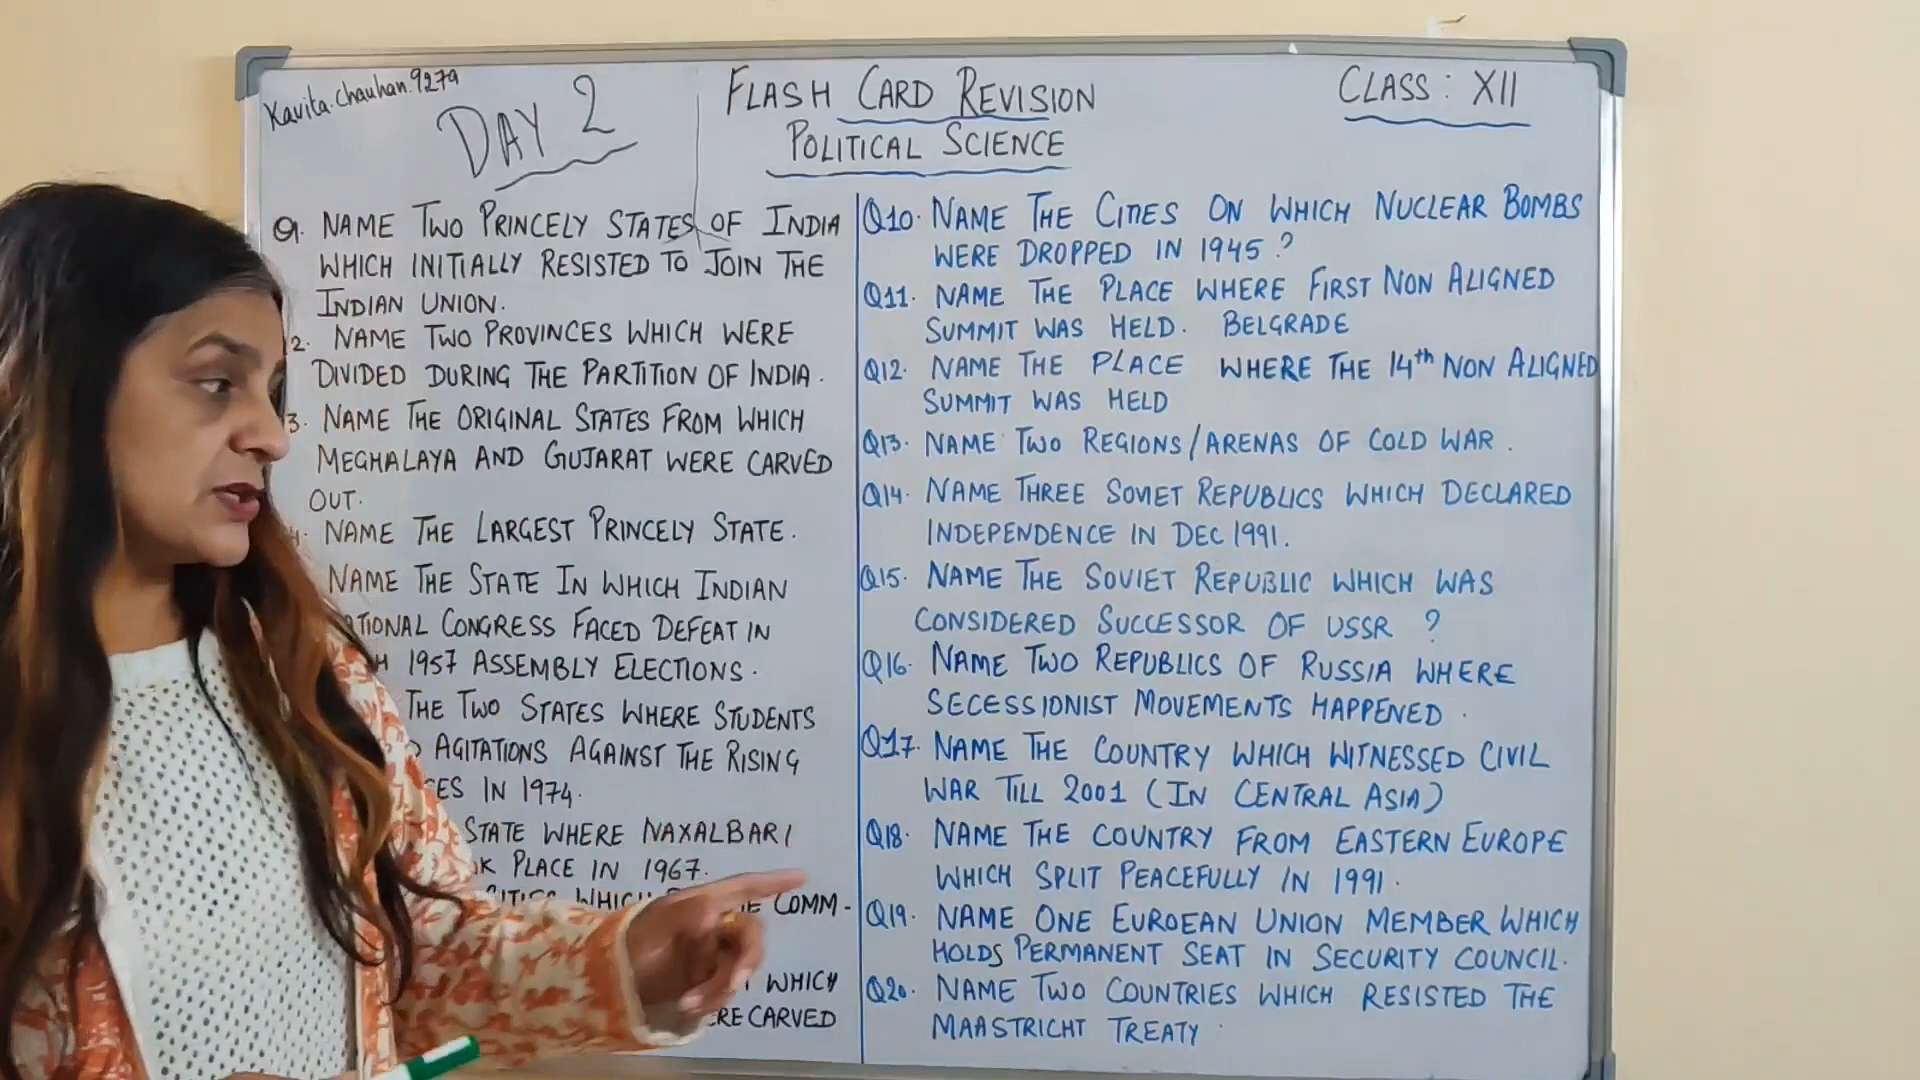 Kavita.chauhan.9279
DAY 2
FLASH CARD REVISION
POLITICAL SCIENCE
CLASS : XII
Q1. NAME TWO PRINCELY STATES OF INDIA
WHICH INITIALLY RESISTED TO JOIN THE
INDIAN UNION.
2. NAME TWO PROVINCES WHICH WERE
DIVIDED DURING THE PARTITION OF INDIA.
3. NAME THE ORIGINAL STATES FROM WHICH
MEGHALAYA AND GUJARAT WERE CARVED
OUT.
4. NAME THE LARGEST PRINCELY STATE.
NAME THE STATE IN WHICH INDIAN
ATIONAL CONGRESS FACED DEFEAT IN
1957 ASSEMBLY ELECTIONS.
THE TWO STATES WHERE STUDENTS
AGITATIONS AGAINST THE RISING
ES IN 1974.
STATE WHERE NAXALBARI
PLACE IN 1967.
COMM-
WHICH
RE CARVED
Q10. NAME THE CITIES ON WHICH NUCLEAR BOMBS
WERE DROPPED IN 1945 ?
Q11. NAME THE PLACE WHERE FIRST NON ALIGNED
SUMMIT WAS HELD. BELGRADE
Q12. NAME THE PLACE WHERE THE 14th NON ALIGNED
SUMMIT WAS HELD
Q13. NAME TWO REGIONS/ARENAS OF COLD WAR.
Q14. NAME THREE SOVIET REPUBLICS WHICH DECLARED
INDEPENDENCE IN DEC 1991.
Q15. NAME THE SOVIET REPUBLIC WHICH WAS
CONSIDERED SUCCESSOR OF USSR ?
Q16. NAME TWO REPUBLICS OF RUSSIA WHERE
SECESSIONIST MOVEMENTS HAPPENED.
Q17. NAME THE COUNTRY WHICH WITNESSED CIVIL
WAR TILL 2001 (IN CENTRAL ASIA)
Q18. NAME THE COUNTRY FROM EASTERN EUROPE
WHICH SPLIT PEACEFULLY IN 1991.
Q19. NAME ONE EUROEAN UNION MEMBER WHICH
HOLDS PERMANENT SEAT IN SECURITY COUNCIL.
Q20. NAME TWO COUNTRIES WHICH RESISTED THE
MAASTRICHT TREATY.